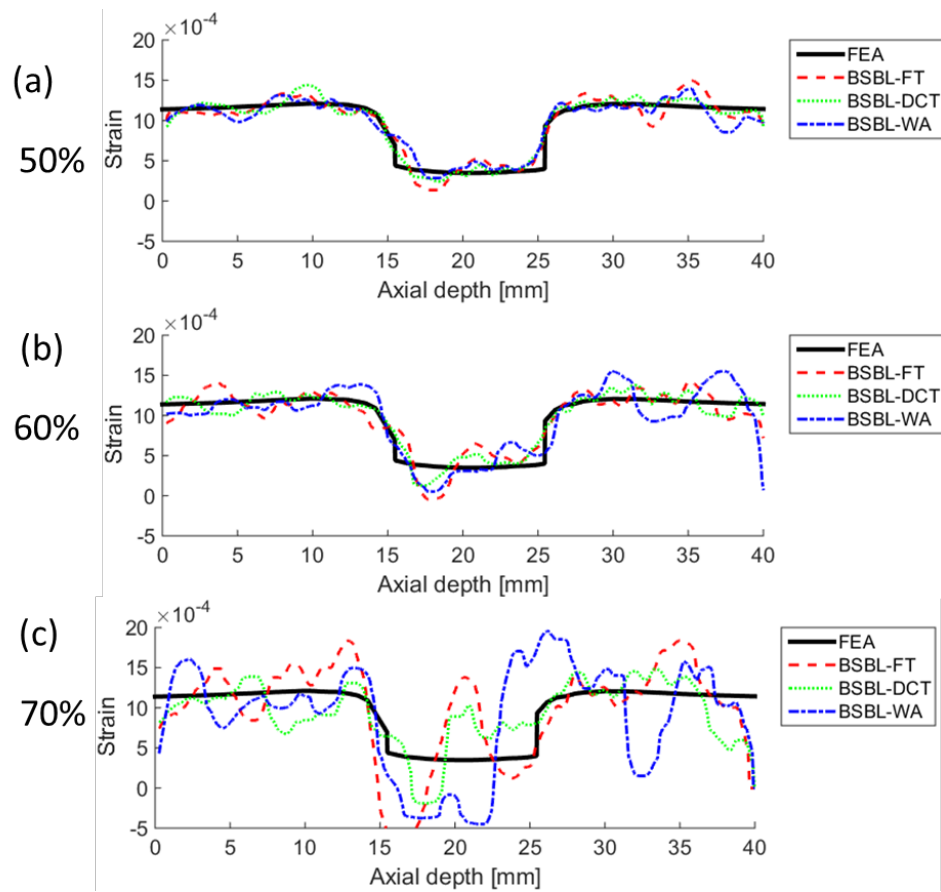 (a)
50%
×10⁻⁴
20
15
10
5
0
-5
Strain
0 5 10 15 20 25 30 35 40
Axial depth [mm]
FEA
BSBL-FT
BSBL-DCT
BSBL-WA
(b)
60%
×10⁻⁴
20
15
10
5
0
-5
Strain
0 5 10 15 20 25 30 35 40
Axial depth [mm]
FEA
BSBL-FT
BSBL-DCT
BSBL-WA
(c)
70%
×10⁻⁴
20
15
10
5
0
-5
Strain
0 5 10 15 20 25 30 35 40
Axial depth [mm]
FEA
BSBL-FT
BSBL-DCT
BSBL-WA